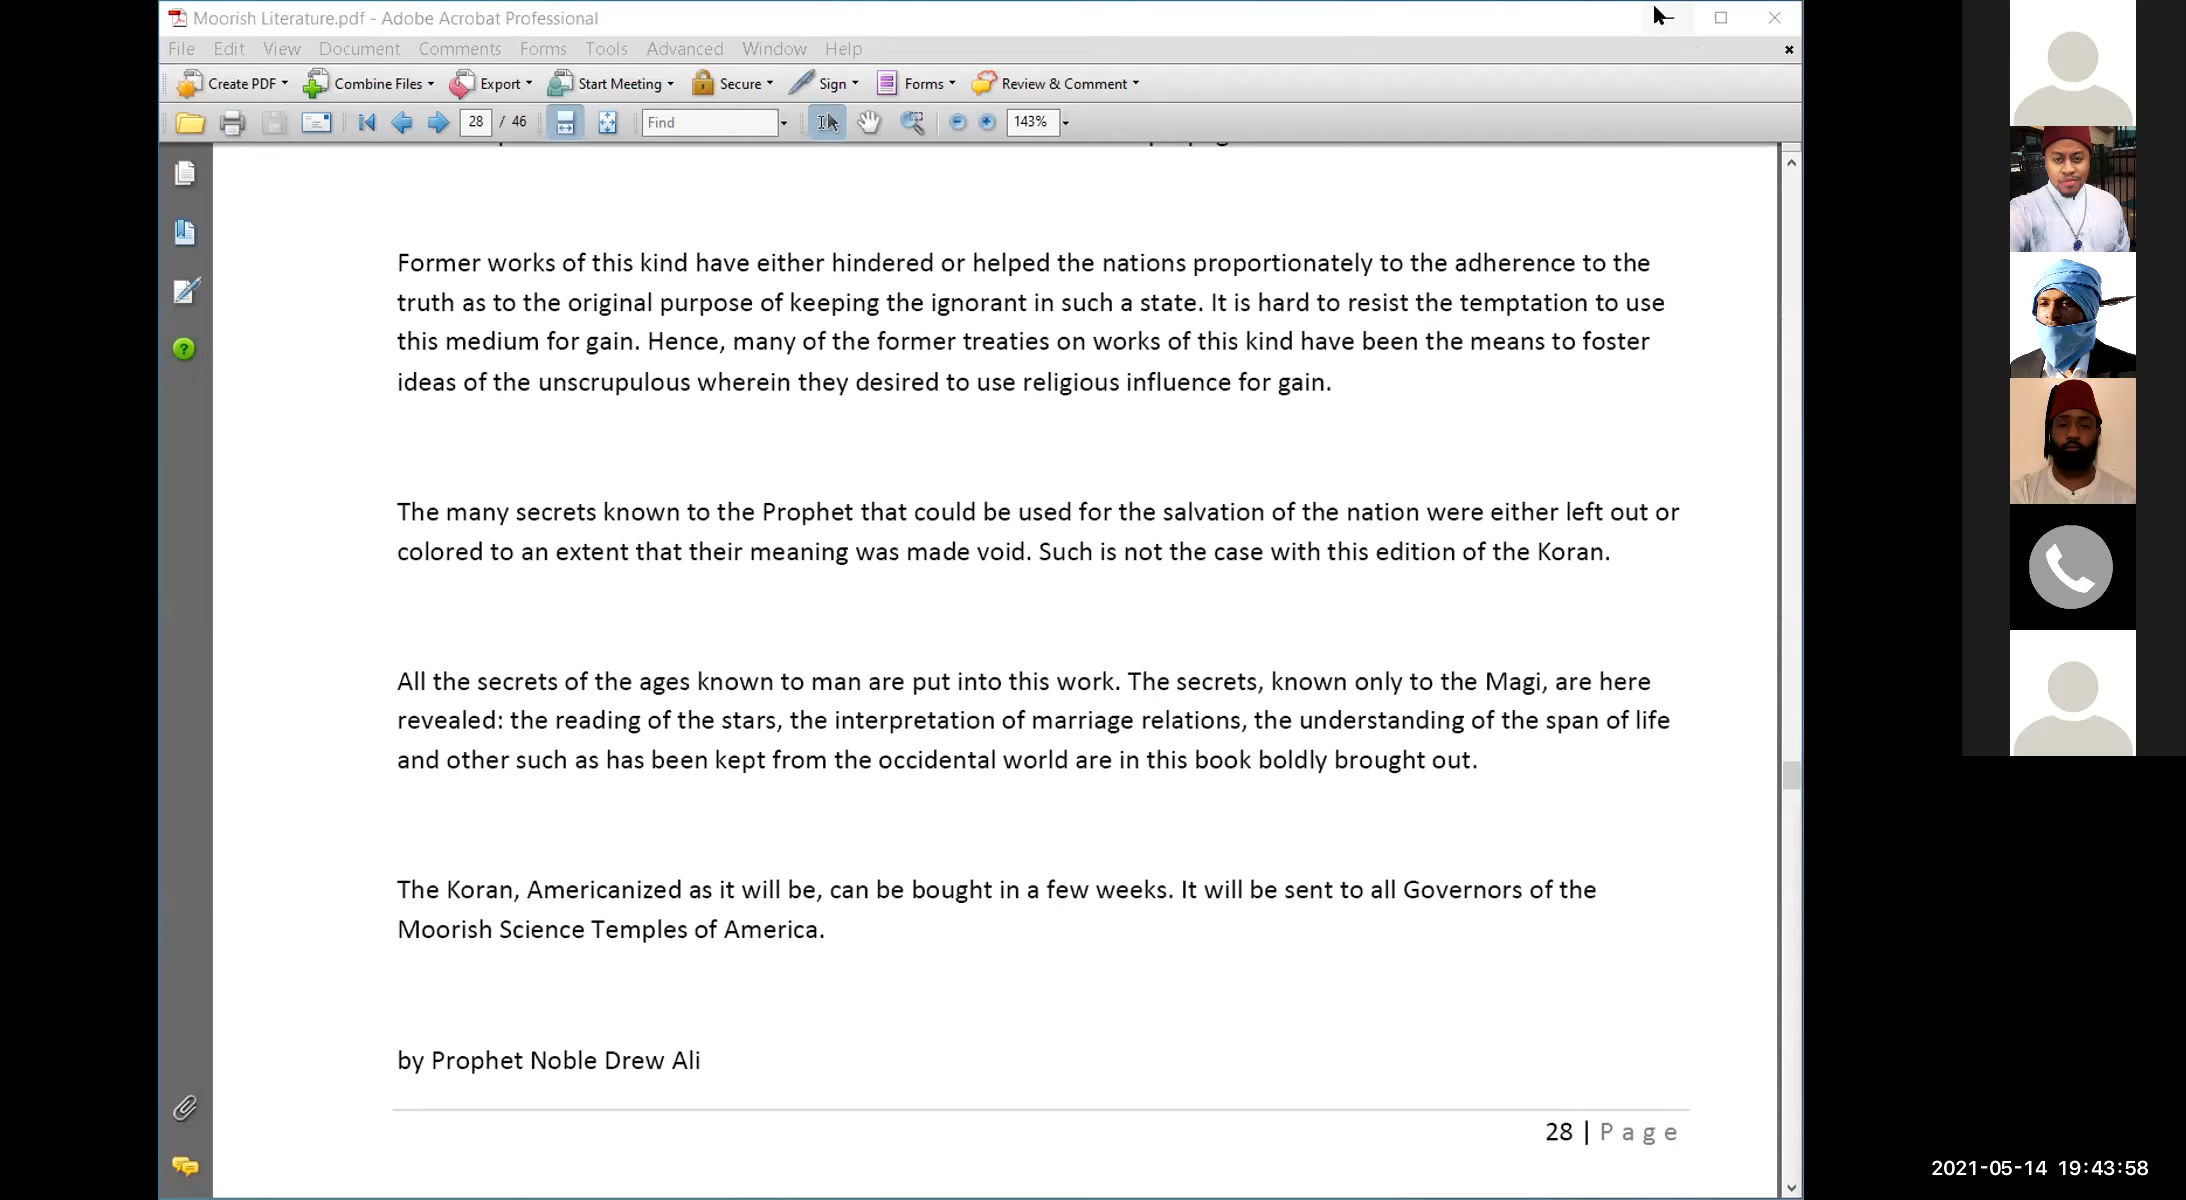 Moorish Literature.pdf - Adobe Acrobat Professional
File Edit View Document Comments Forms Tools Advanced Window Help
Create PDF Combine Files Export Start Meeting Secure Sign Forms Review & Comment
28 / 46 Find 143%
Former works of this kind have either hindered or helped the nations proportionately to the adherence to the
truth as to the original purpose of keeping the ignorant in such a state. It is hard to resist the temptation to use
this medium for gain. Hence, many of the former treaties on works of this kind have been the means to foster
ideas of the unscrupulous wherein they desired to use religious influence for gain.
The many secrets known to the Prophet that could be used for the salvation of the nation were either left out or
colored to an extent that their meaning was made void. Such is not the case with this edition of the Koran.
All the secrets of the ages known to man are put into this work. The secrets, known only to the Magi, are here
revealed: the reading of the stars, the interpretation of marriage relations, the understanding of the span of life
and other such as has been kept from the occidental world are in this book boldly brought out.
The Koran, Americanized as it will be, can be bought in a few weeks. It will be sent to all Governors of the
Moorish Science Temples of America.
by Prophet Noble Drew Ali
28 | Page
2021-05-14 19:43:58